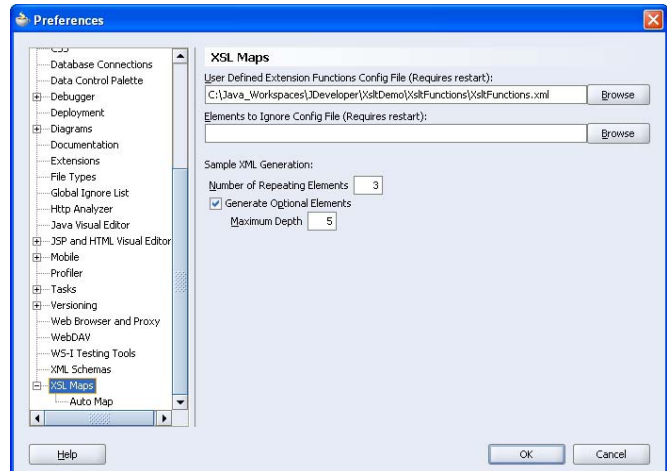 Preferences
CSS
Database Connections
Data Control Palette
Debugger
Deployment
Diagrams
Documentation
Extensions
File Types
Global Ignore List
Http Analyzer
Java Visual Editor
JSP and HTML Visual Editor
Mobile
Profiler
Tasks
Versioning
Web Browser and Proxy
WebDAV
WS-I Testing Tools
XML Schemas
XSL Maps
Auto Map
XSL Maps
User Defined Extension Functions Config File (Requires restart):
C:\Java_Workspaces\JDeveloper\XsltDemo\XsltFunctions\XsltFunctions.xml Browse
Elements to Ignore Config File (Requires restart):
Browse
Sample XML Generation:
Number of Repeating Elements 3
Generate Optional Elements
Maximum Depth 5
Help OK Cancel